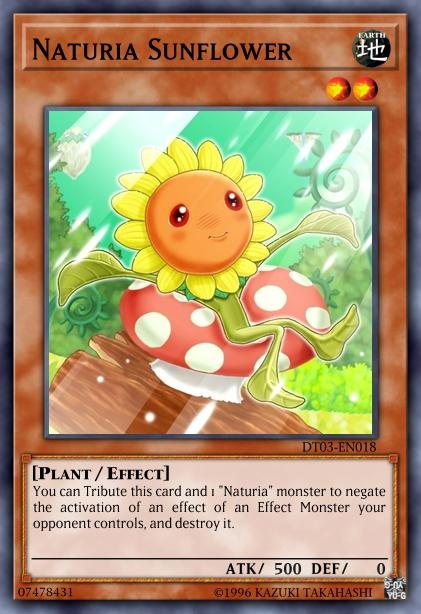 Naturia Sunflower
EARTH
地
DT03-EN018
[Plant / Effect]
You can Tribute this card and 1 "Naturia" monster to negate
the activation of an effect of an Effect Monster your
opponent controls, and destroy it.
ATK/ 500 DEF/ 0
07478431
©1996 KAZUKI TAKAHASHI